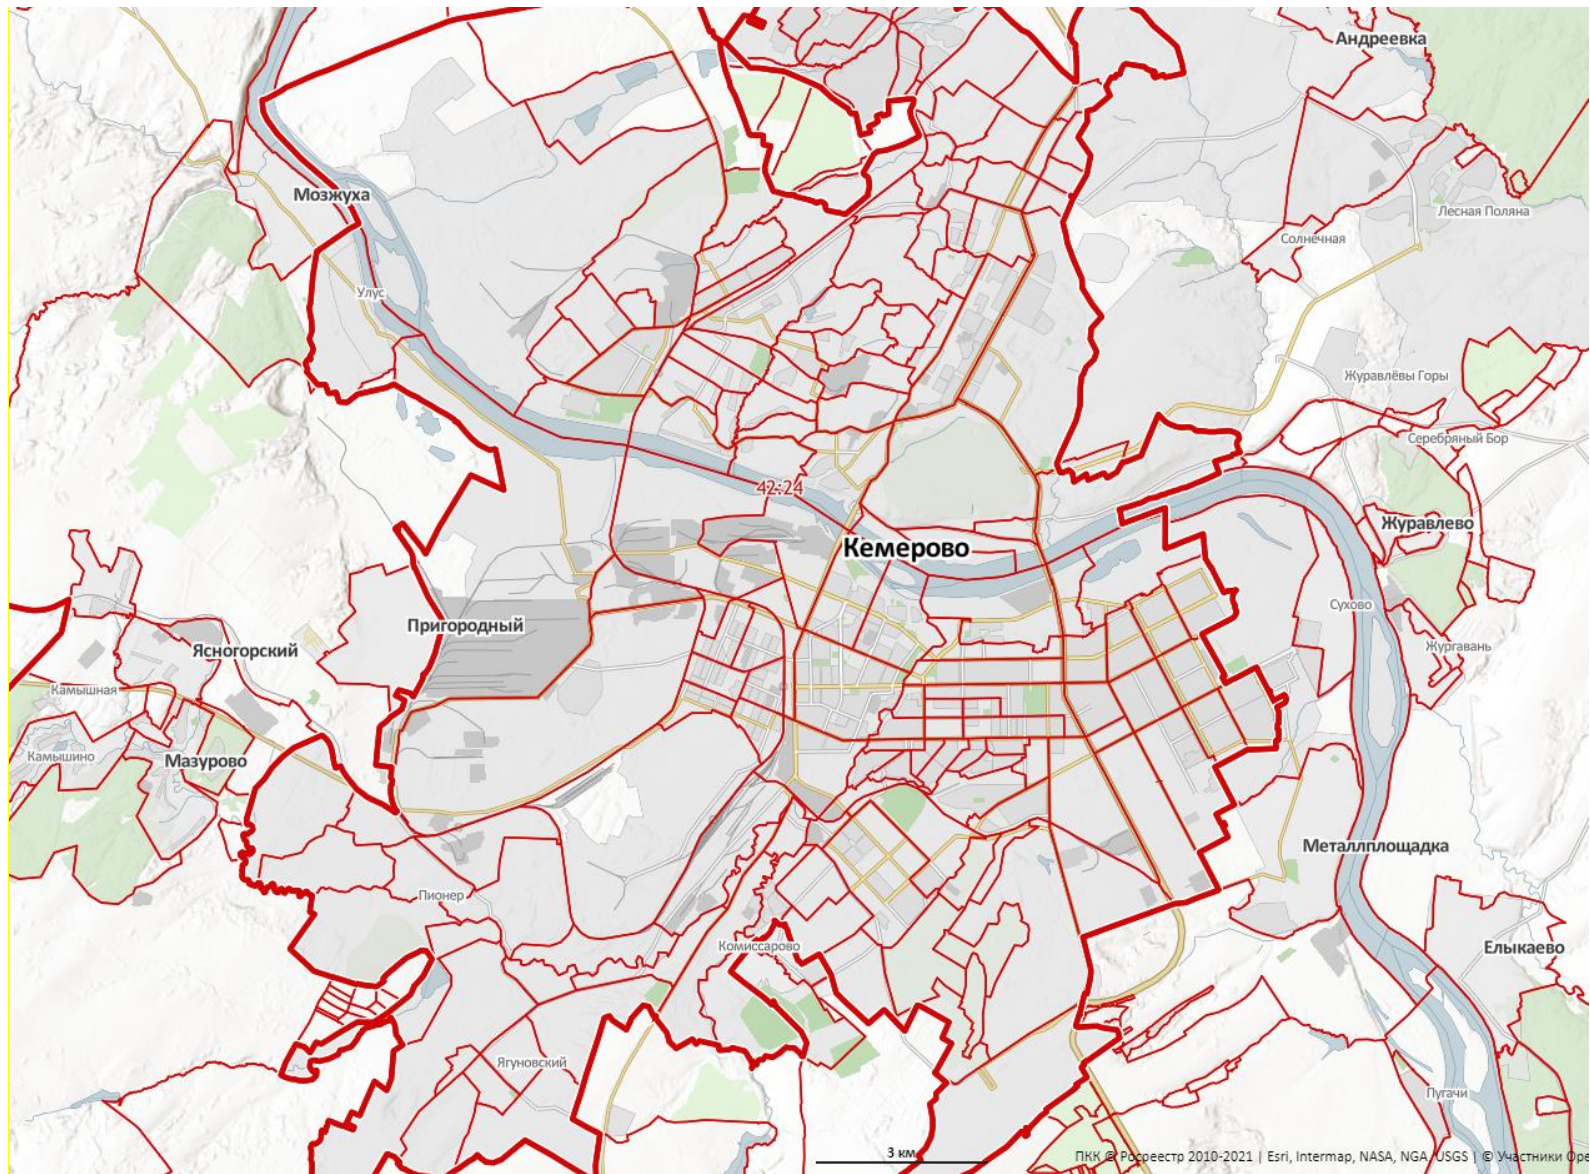 Андреевка
Мозжуха
Лесная Поляна
Солнечная
Улус
Журавлёвы Горы
Серебряный Бор
42:24
Журавлево
Кемерово
Сухово
Пригородный
Ясногорский
Жургавань
Камышная
Камышино
Мазурово
Металлплощадка
Пионер
Комиссарово
Елыкаево
Ягуновский
Пугачи
3 км
ПКК © Росреестр 2010-2021 | Esri, Intermap, NASA, NGA, USGS | © Участники Ope